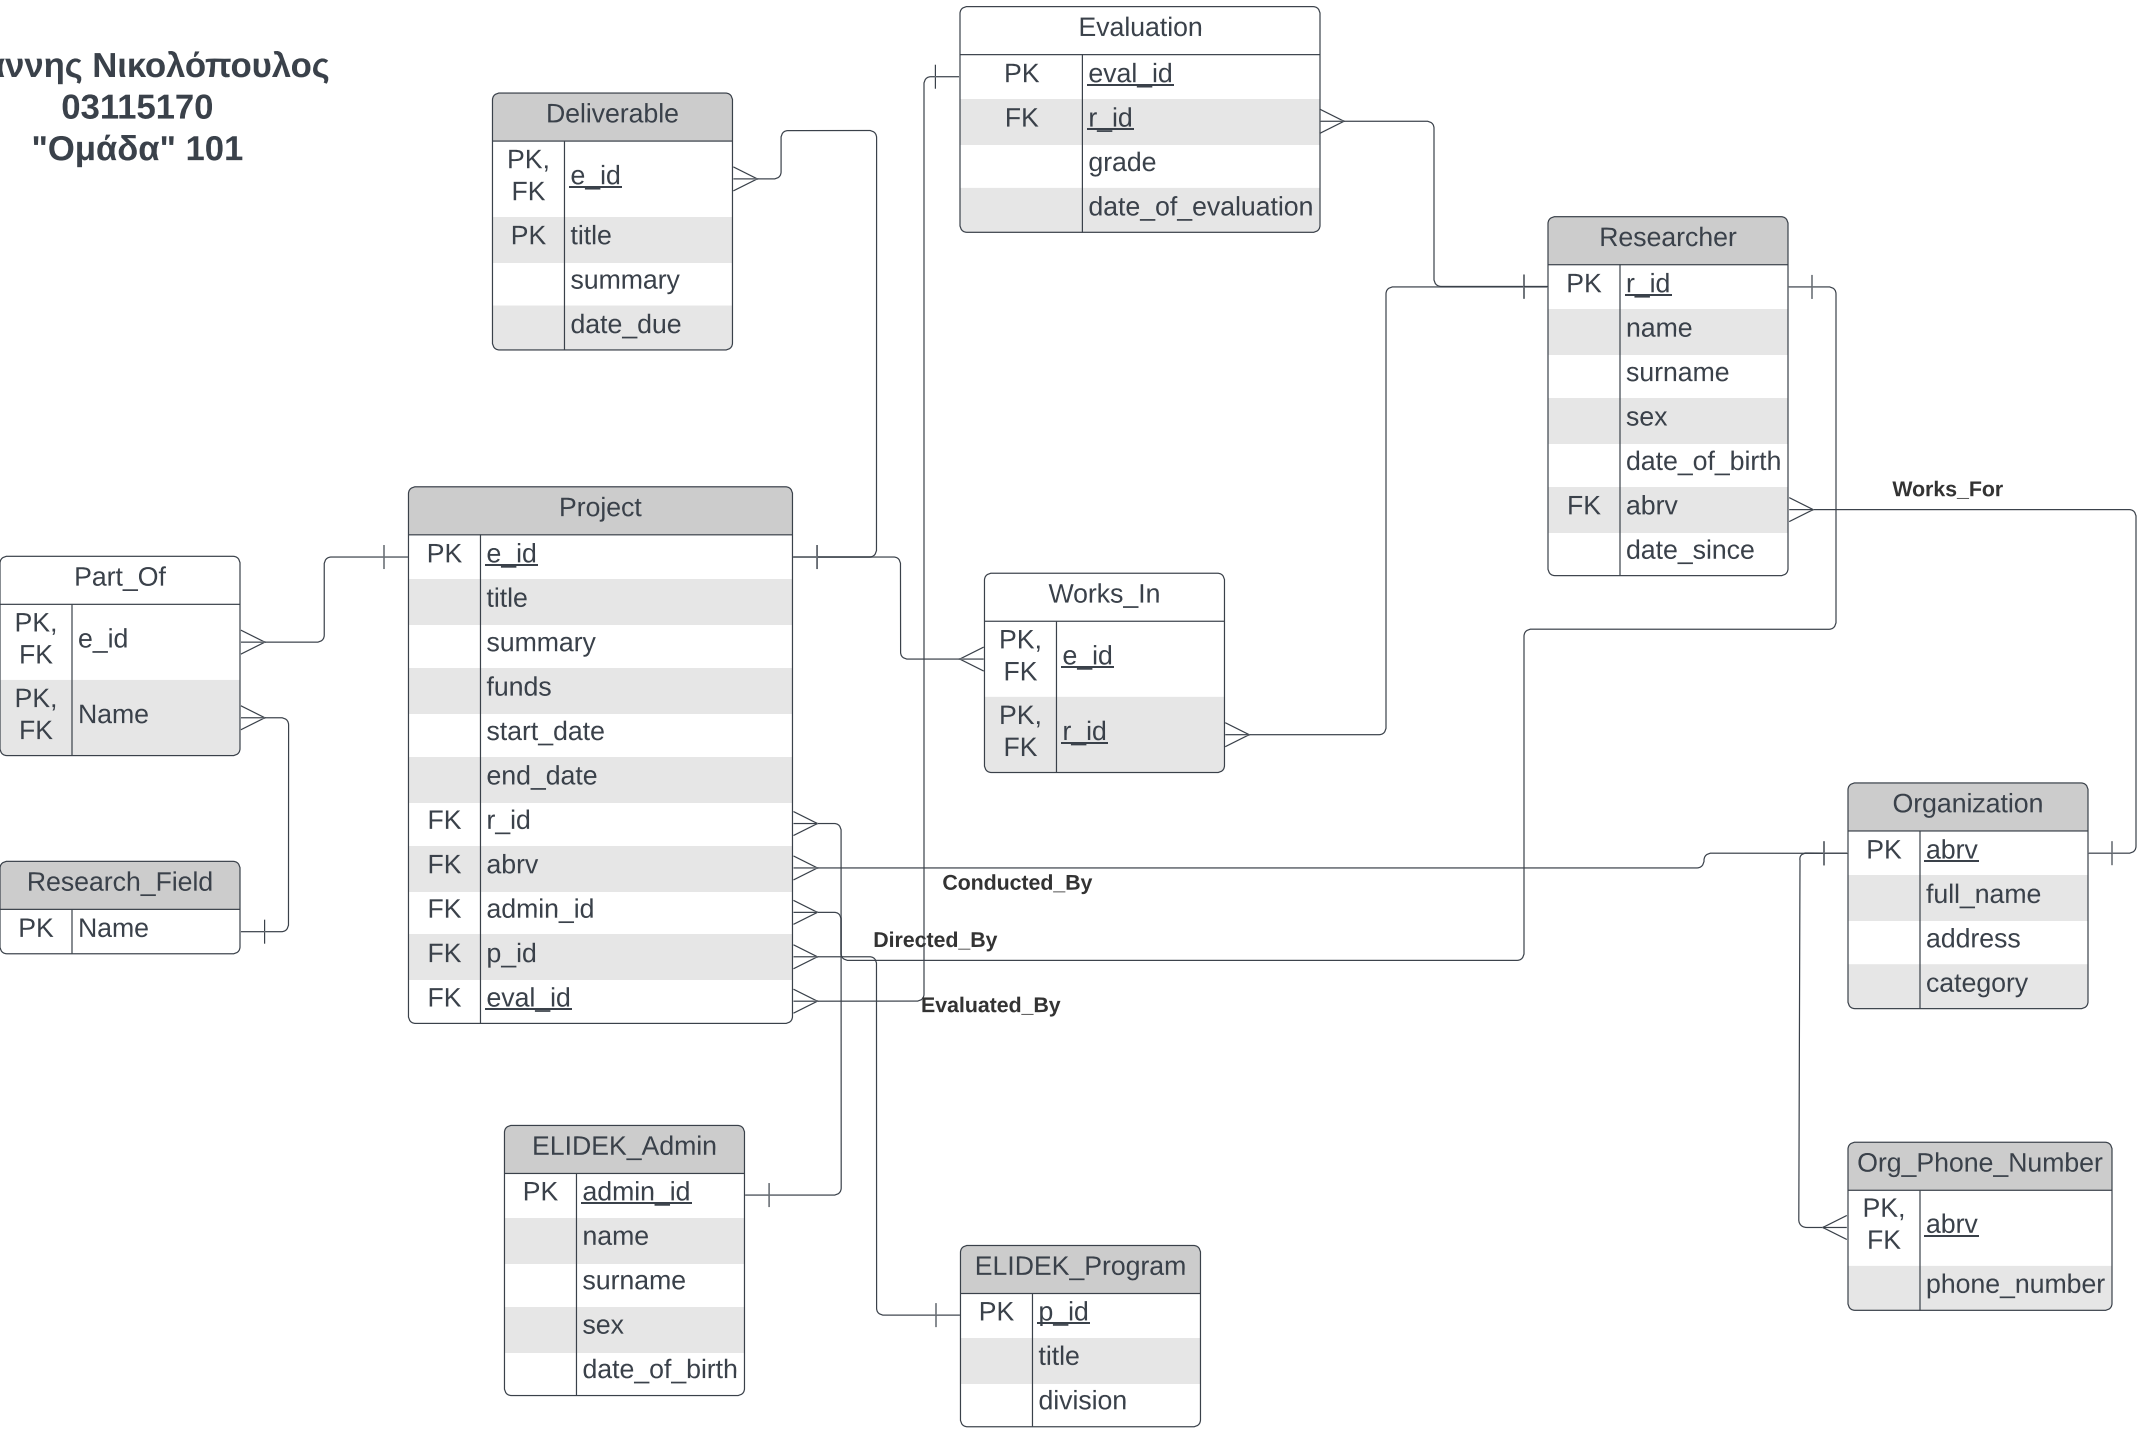 03115170
"Ομάδα" 101
Νικολόπουλος
Evaluation
PK eval_id
FK r_id
grade
date_of_evaluation
Deliverable
PK, FK e_id
PK title
summary
date_due
Researcher
PK r_id
name
surname
sex
date_of_birth
FK abrv
date_since
Works_For
Project
PK e_id
title
summary
funds
start_date
end_date
FK r_id
FK abrv
FK admin_id
FK p_id
FK eval_id
Part_Of
PK, FK e_id
PK, FK Name
Works_In
PK, FK e_id
PK, FK r_id
Research_Field
PK Name
Organization
PK abrv
full_name
address
category
Conducted_By
Directed_By
Evaluated_By
ELIDEK_Admin
PK admin_id
name
surname
sex
date_of_birth
ELIDEK_Program
PK p_id
title
division
Org_Phone_Number
PK, FK abrv
phone_number